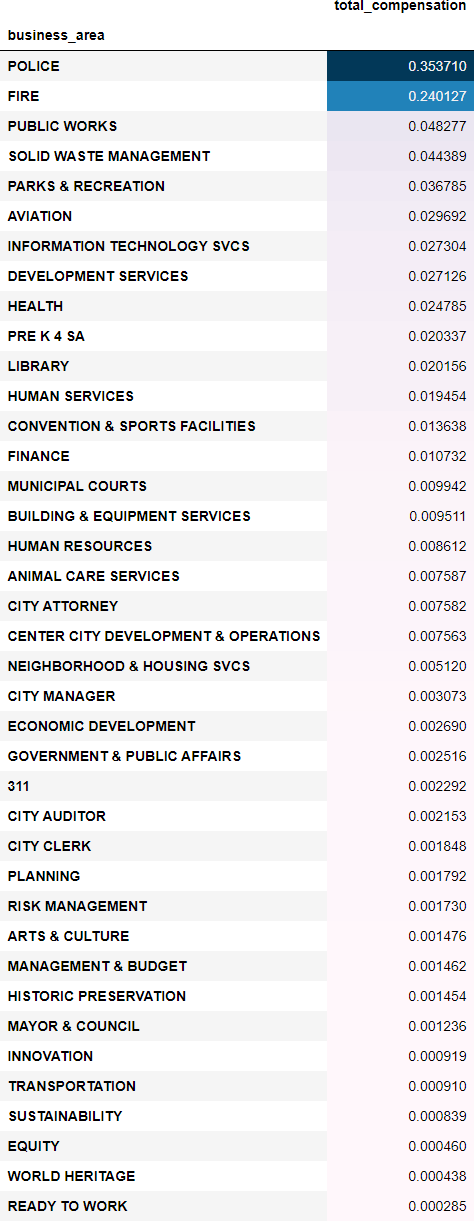 total_compensation
business_area
POLICE 0.353710
FIRE 0.240127
PUBLIC WORKS 0.048277
SOLID WASTE MANAGEMENT 0.044389
PARKS & RECREATION 0.036785
AVIATION 0.029692
INFORMATION TECHNOLOGY SVCS 0.027304
DEVELOPMENT SERVICES 0.027126
HEALTH 0.024785
PRE K 4 SA 0.020337
LIBRARY 0.020156
HUMAN SERVICES 0.019454
CONVENTION & SPORTS FACILITIES 0.013638
FINANCE 0.010732
MUNICIPAL COURTS 0.009942
BUILDING & EQUIPMENT SERVICES 0.009511
HUMAN RESOURCES 0.008612
ANIMAL CARE SERVICES 0.007587
CITY ATTORNEY 0.007582
CENTER CITY DEVELOPMENT & OPERATIONS 0.007563
NEIGHBORHOOD & HOUSING SVCS 0.005120
CITY MANAGER 0.003073
ECONOMIC DEVELOPMENT 0.002690
GOVERNMENT & PUBLIC AFFAIRS 0.002516
311 0.002292
CITY AUDITOR 0.002153
CITY CLERK 0.001848
PLANNING 0.001792
RISK MANAGEMENT 0.001730
ARTS & CULTURE 0.001476
MANAGEMENT & BUDGET 0.001462
HISTORIC PRESERVATION 0.001454
MAYOR & COUNCIL 0.001236
INNOVATION 0.000919
TRANSPORTATION 0.000910
SUSTAINABILITY 0.000839
EQUITY 0.000460
WORLD HERITAGE 0.000438
READY TO WORK 0.000285